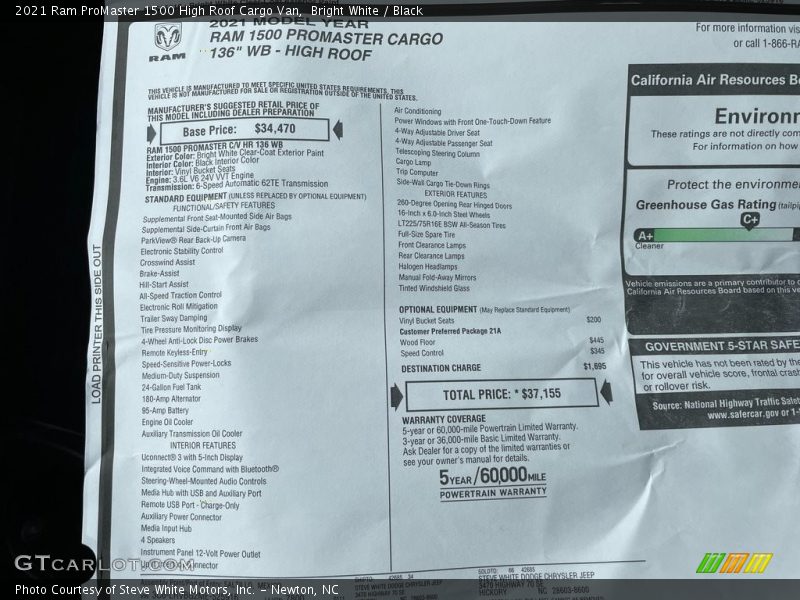 2021 Ram ProMaster 1500 High Roof Cargo Van, Bright White / Black
RAM
2021 MODEL YEAR
RAM 1500 PROMASTER CARGO
136" WB - HIGH ROOF
THIS VEHICLE IS MANUFACTURED TO MEET SPECIFIC UNITED STATES REQUIREMENTS. THIS
VEHICLE IS NOT MANUFACTURED FOR SALE OR REGISTRATION OUTSIDE OF THE UNITED STATES.
MANUFACTURER'S SUGGESTED RETAIL PRICE OF
THIS MODEL INCLUDING DEALER PREPARATION
Base Price: $34,470
RAM 1500 PROMASTER C/V HR 136 WB
Exterior Color: Bright White Clear-Coat Exterior Paint
Interior Color: Black Interior Color
Interior: Vinyl Bucket Seats
Engine: 3.6L V6 24V VVT Engine
Transmission: 6-Speed Automatic 62TE Transmission
STANDARD EQUIPMENT (UNLESS REPLACED BY OPTIONAL EQUIPMENT)
FUNCTIONAL/SAFETY FEATURES
Supplemental Front Seat-Mounted Side Air Bags
Supplemental Side-Curtain Front Air Bags
ParkView® Rear Back-Up Camera
Electronic Stability Control
Crosswind Assist
Brake-Assist
Hill-Start Assist
All-Speed Traction Control
Electronic Roll Mitigation
Trailer Sway Damping
Tire Pressure Monitoring Display
4-Wheel Anti-Lock Disc Power Brakes
Remote Keyless-Entry
Speed-Sensitive Power-Locks
Medium-Duty Suspension
24-Gallon Fuel Tank
180-Amp Alternator
95-Amp Battery
Engine Oil Cooler
Auxiliary Transmission Oil Cooler
INTERIOR FEATURES
Uconnect® 3 with 5-Inch Display
Integrated Voice Command with Bluetooth®
Steering-Wheel-Mounted Audio Controls
Media Hub with USB and Auxiliary Port
Remote USB Port - Charge-Only
Auxiliary Power Connector
Media Input Hub
4 Speakers
Instrument Panel 12-Volt Power Outlet
LOAD PRINTER THIS SIDE OUT
Air Conditioning
Power Windows with Front One-Touch-Down Feature
4-Way Adjustable Driver Seat
4-Way Adjustable Passenger Seat
Telescoping Steering Column
Cargo Lamp
Trip Computer
Side-Wall Cargo Tie-Down Rings
EXTERIOR FEATURES
260-Degree Opening Rear Hinged Doors
16-Inch x 6.0-Inch Steel Wheels
LT225/75R16E BSW All-Season Tires
Full-Size Spare Tire
Front Clearance Lamps
Rear Clearance Lamps
Halogen Headlamps
Manual Fold-Away Mirrors
Tinted Windshield Glass
OPTIONAL EQUIPMENT (May Replace Standard Equipment)
Vinyl Bucket Seats $200
Customer Preferred Package 21A
Wood Floor $445
Speed Control $345
DESTINATION CHARGE $1,695
TOTAL PRICE: * $37,155
WARRANTY COVERAGE
5-year or 60,000-mile Powertrain Limited Warranty.
3-year or 36,000-mile Basic Limited Warranty.
Ask Dealer for a copy of the limited warranties or
see your owner's manual for details.
5 YEAR / 60,000 MILE
POWERTRAIN WARRANTY
STEVE WHITE DODGE CHRYSLER JEEP
HICKORY NC 28603-8600
For more information
or call 1-866-
California Air Resources
These ratings are not directly
For information on how
Protect the
Greenhouse Gas Rating
C+
A+
Cleaner
Vehicle emissions are a primary contributor to
California Air Resources Board based on this
GOVERNMENT 5-STAR
This vehicle has not been rated by the
for overall vehicle score, frontal
or rollover risk.
Source: National Highway Traffic
www.safercar.gov or
GTCARLOT.COM
Photo Courtesy of Steve White Motors, Inc. - Newton, NC